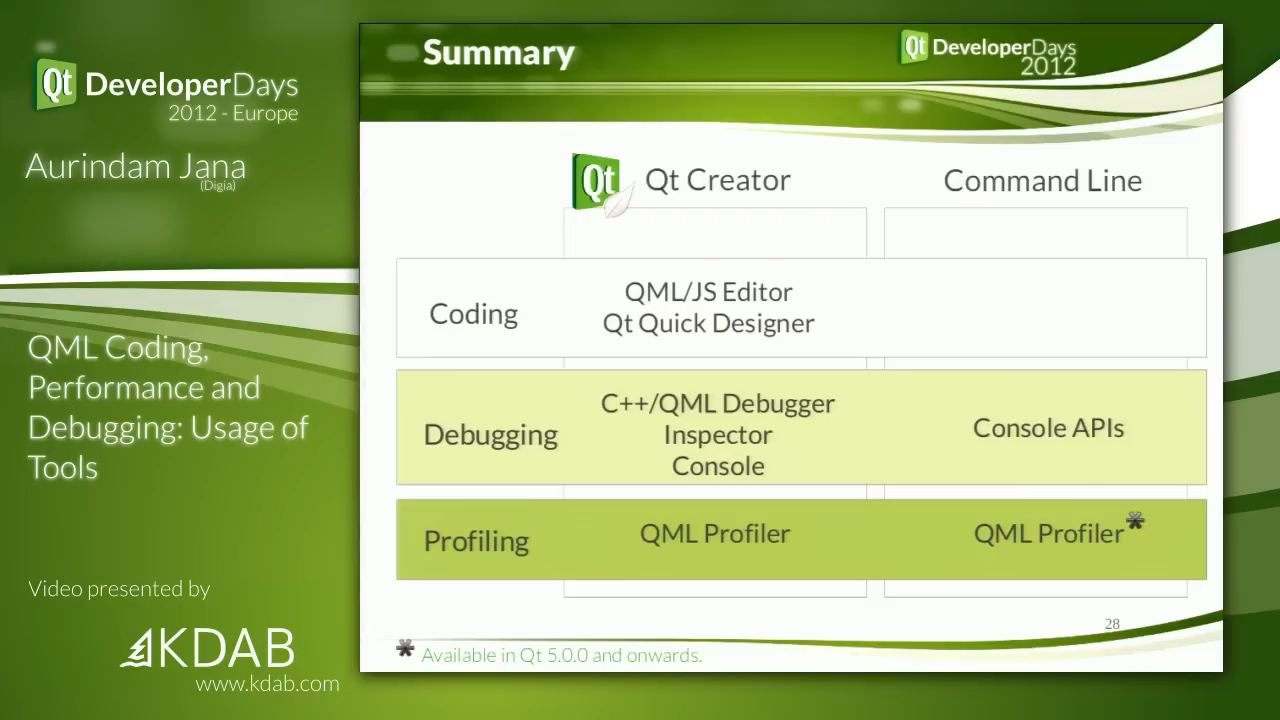 Qt DeveloperDays
2012 - Europe
Aurindam Jana
(Digia)
QML Coding,
Performance and
Debugging: Usage of
Tools
Video presented by
KDAB
www.kdab.com
Summary
Qt DeveloperDays
2012
Qt Qt Creator
Command Line
Coding
QML/JS Editor
Qt Quick Designer
Debugging
C++/QML Debugger
Inspector
Console
Console APIs
Profiling
QML Profiler
QML Profiler*
28
* Available in Qt 5.0.0 and onwards.